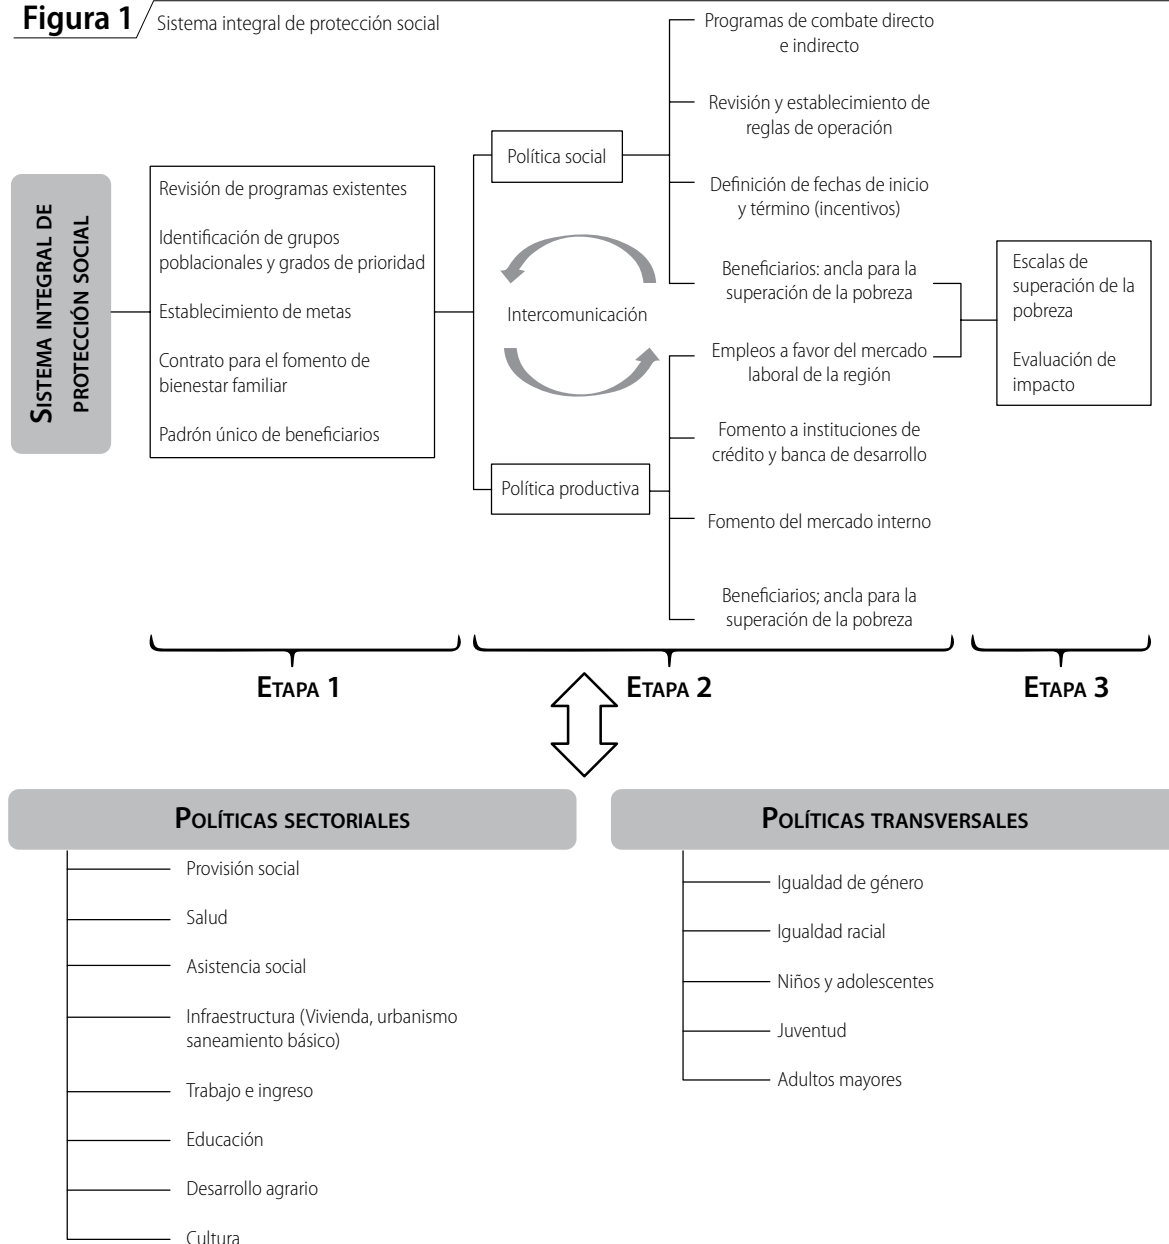 Figura 1
Sistema integral de protección social
Sistema integral de
protección social
Revisión de programas existentes
Identificación de grupos
poblacionales y grados de prioridad
Establecimiento de metas
Contrato para el fomento de
bienestar familiar
Padrón único de beneficiarios
Política social
Intercomunicación
Política productiva
Programas de combate directo
e indirecto
Revisión y establecimiento de
reglas de operación
Definición de fechas de inicio
y término (incentivos)
Beneficiarios: ancla para la
superación de la pobreza
Empleos a favor del mercado
laboral de la región
Fomento a instituciones de
crédito y banca de desarrollo
Fomento del mercado interno
Beneficiarios; ancla para la
superación de la pobreza
Escalas de
superación de la
pobreza
Evaluación de
impacto
Etapa 1
Etapa 2
Etapa 3
Políticas sectoriales
Provisión social
Salud
Asistencia social
Infraestructura (Vivienda, urbanismo
saneamiento básico)
Trabajo e ingreso
Educación
Desarrollo agrario
Cultura
Políticas transversales
Igualdad de género
Igualdad racial
Niños y adolescentes
Juventud
Adultos mayores